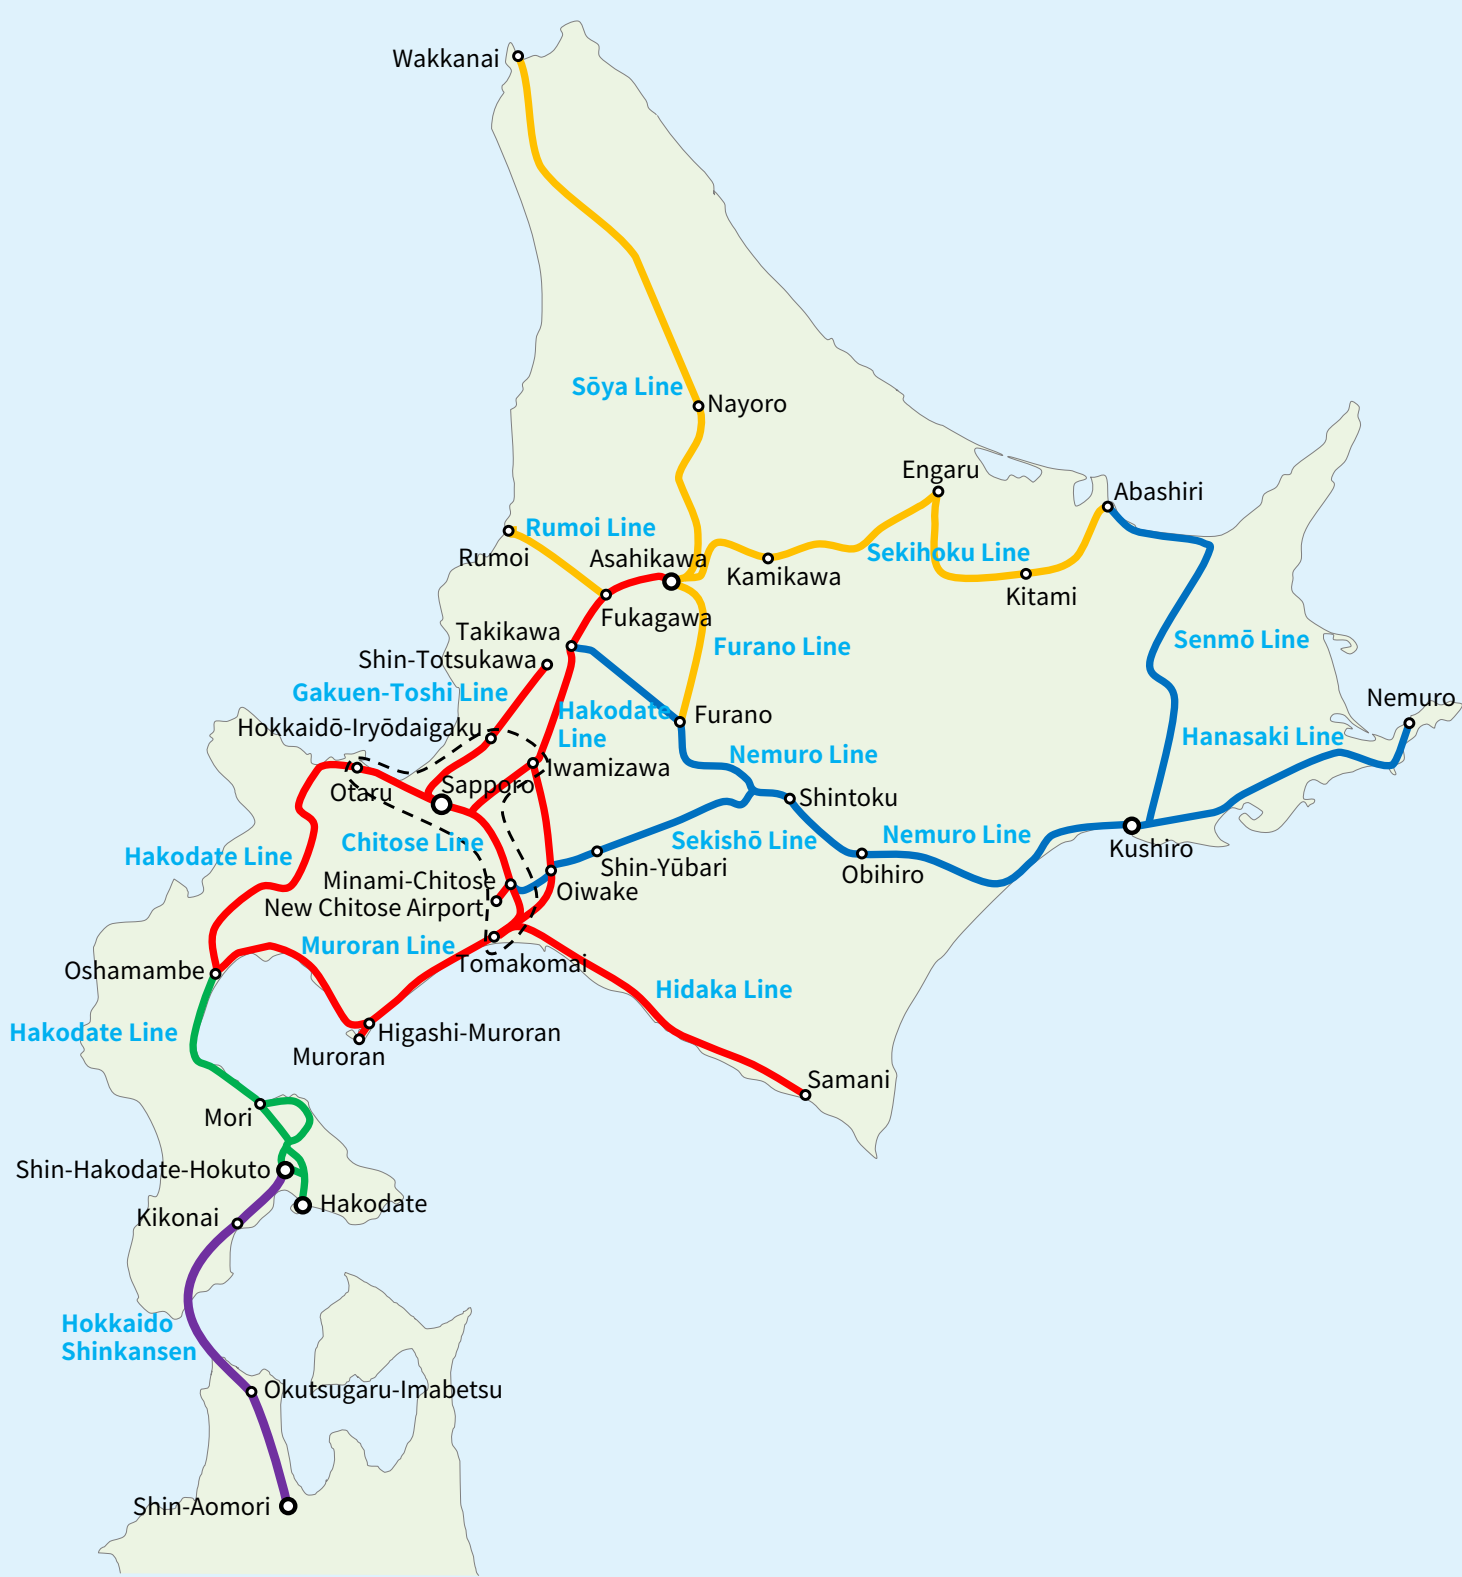 Wakkanai
Sōya Line
Nayoro
Engaru
Abashiri
Rumoi Line
Rumoi
Asahikawa
Kamikawa
Sekihoku Line
Kitami
Fukagawa
Takikawa
Shin-Totsukawa
Furano Line
Senmō Line
Gakuen-Toshi Line
Hakodate
Line
Furano
Nemuro
Hokkaidō-Iryōdaigaku
Hanasaki Line
Nemuro Line
Iwamizawa
Otaru
Sapporo
Shintoku
Chitose Line
Sekishō Line
Nemuro Line
Kushiro
Hakodate Line
Shin-Yūbari
Obihiro
Minami-Chitose
Oiwake
New Chitose Airport
Muroran Line
Tomakomai
Oshamambe
Hidaka Line
Hakodate Line
Higashi-Muroran
Muroran
Samani
Mori
Shin-Hakodate-Hokuto
Hakodate
Kikonai
Hokkaido
Shinkansen
Okutsugaru-Imabetsu
Shin-Aomori